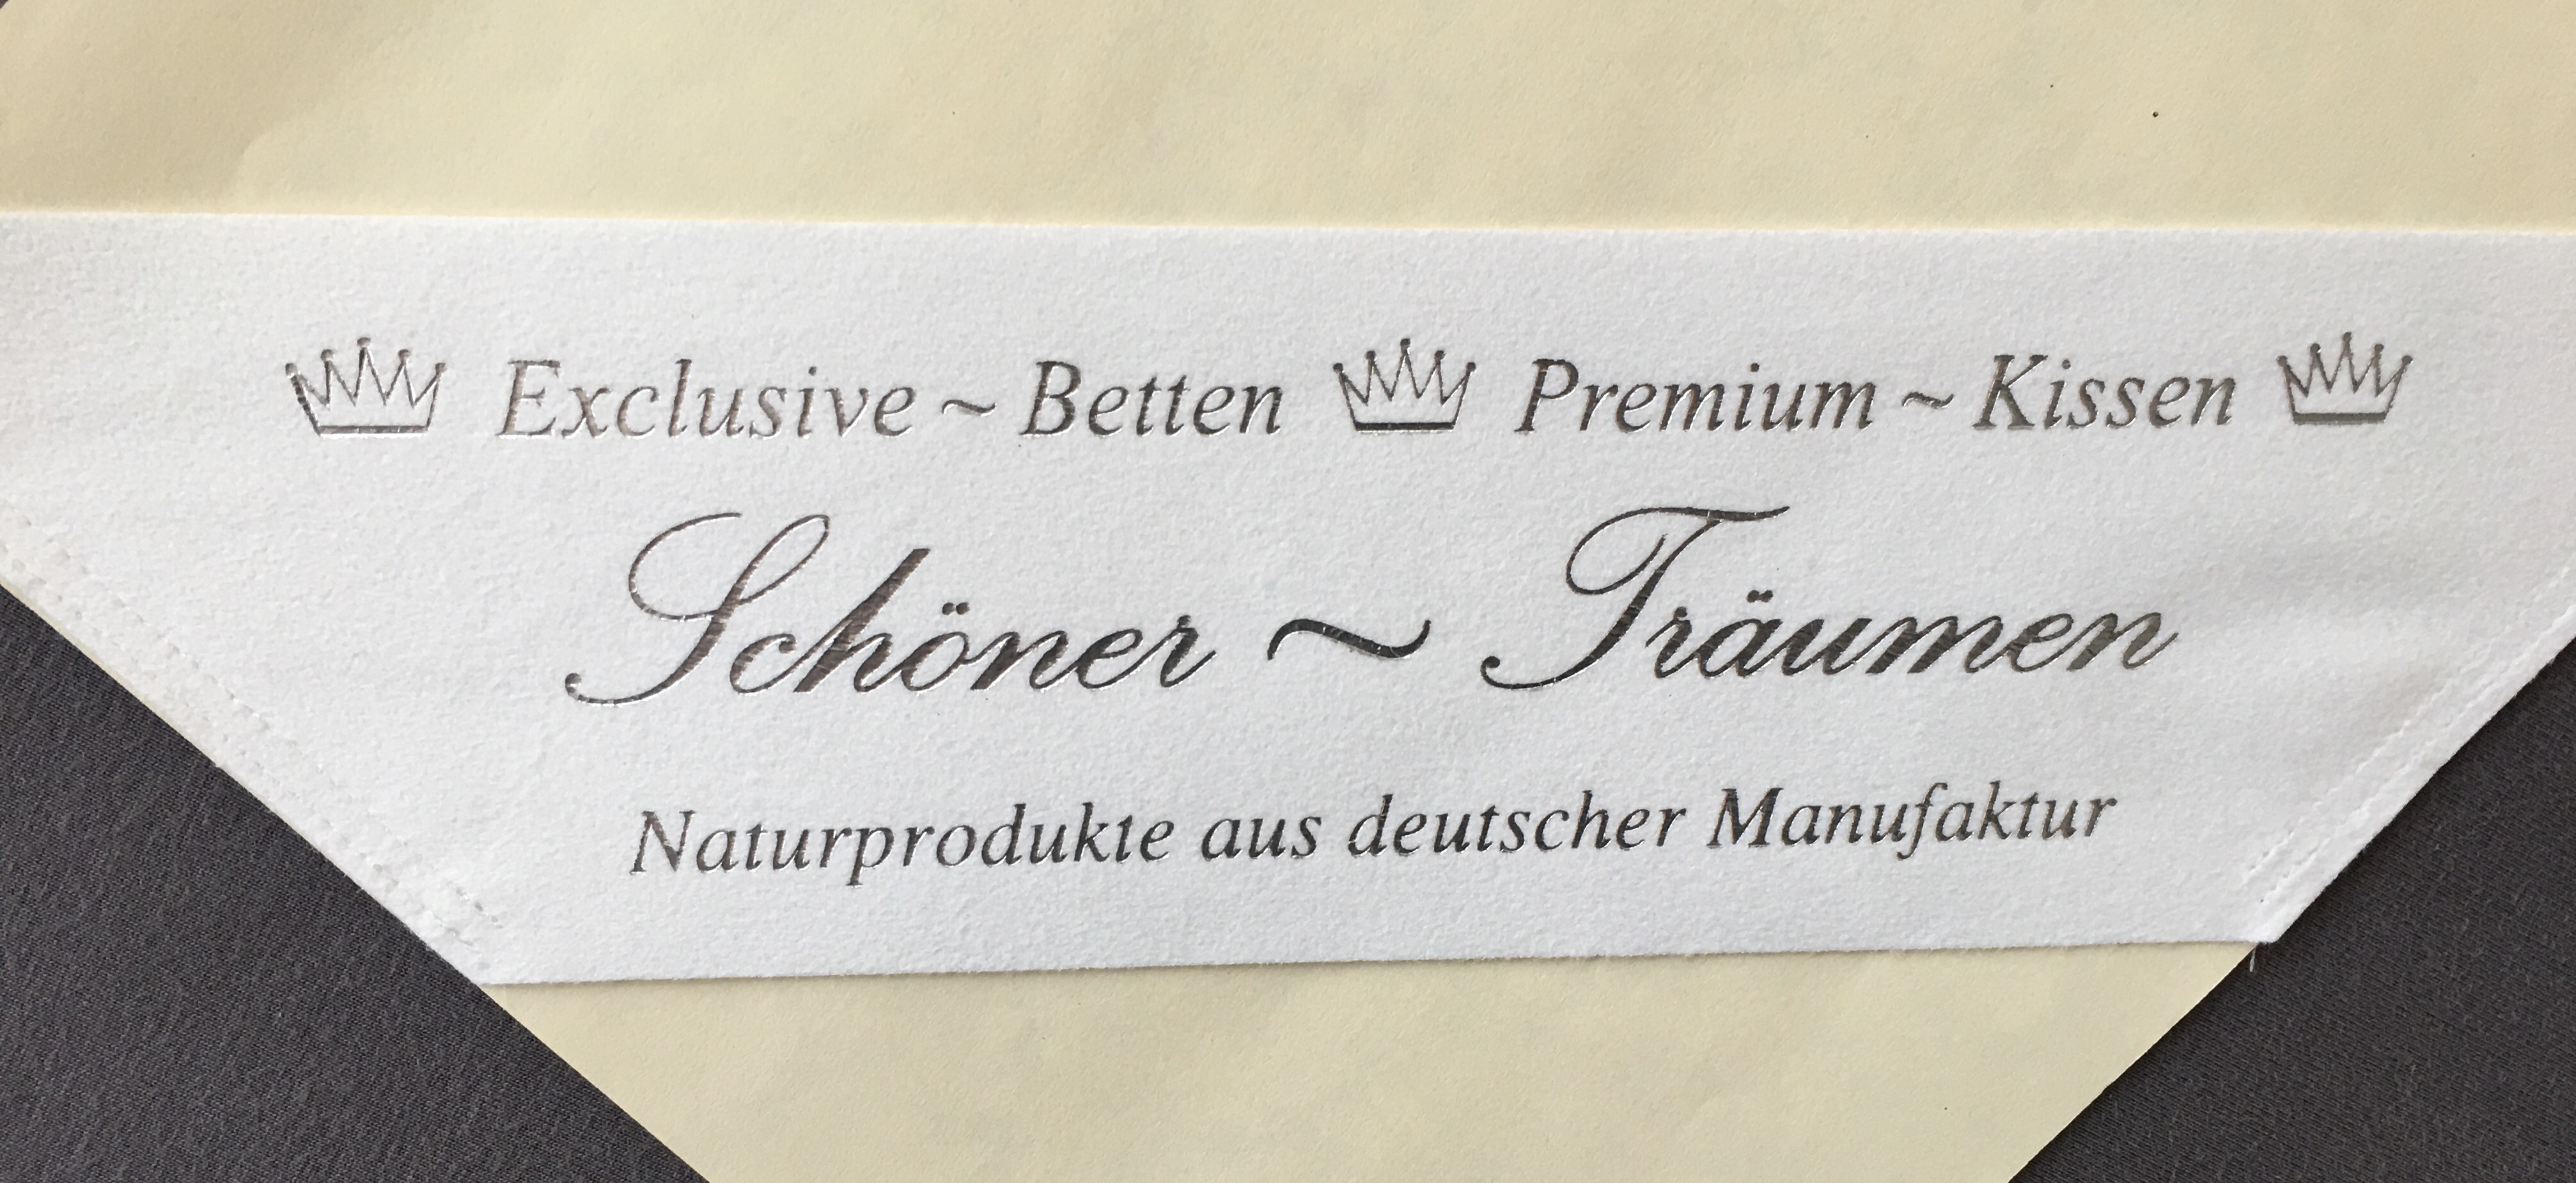 Exclusive ~ Betten Premium ~ Kissen
Schöner ~ Träumen
Naturprodukte aus deutscher Manufaktur